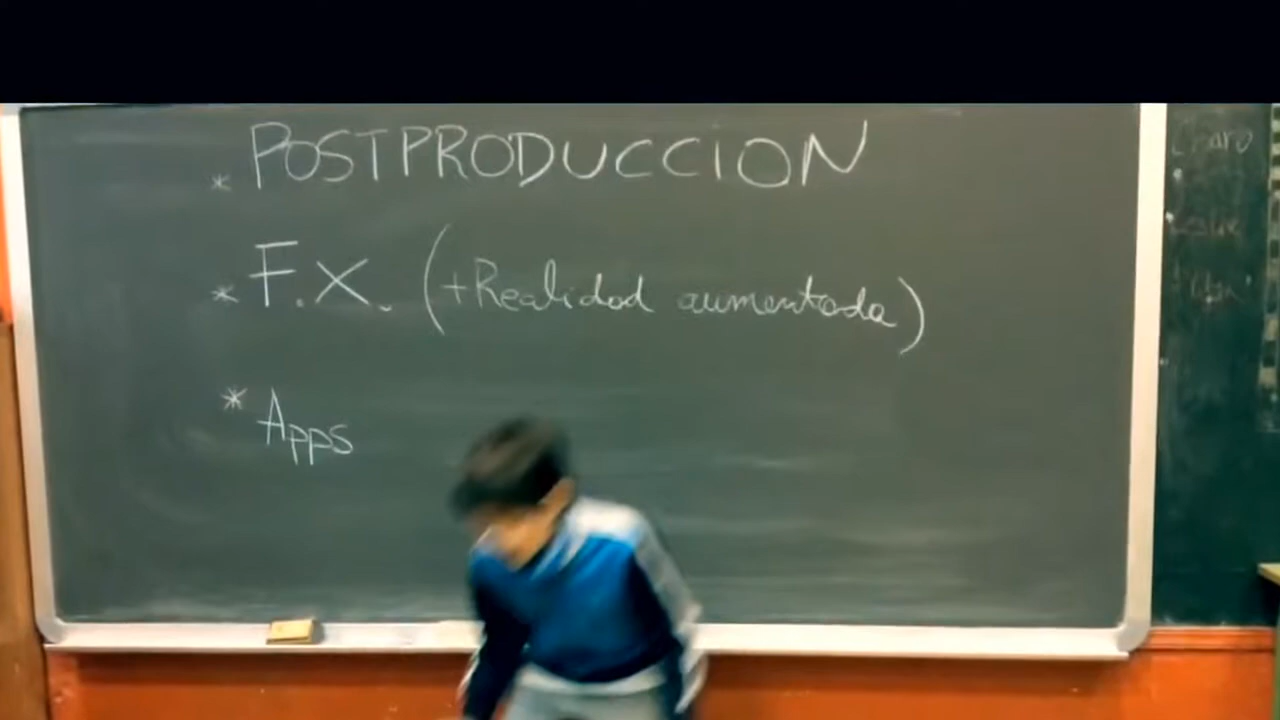 * POSTPRODUCCION
* F.X. (+Realidad aumentada)
* Apps